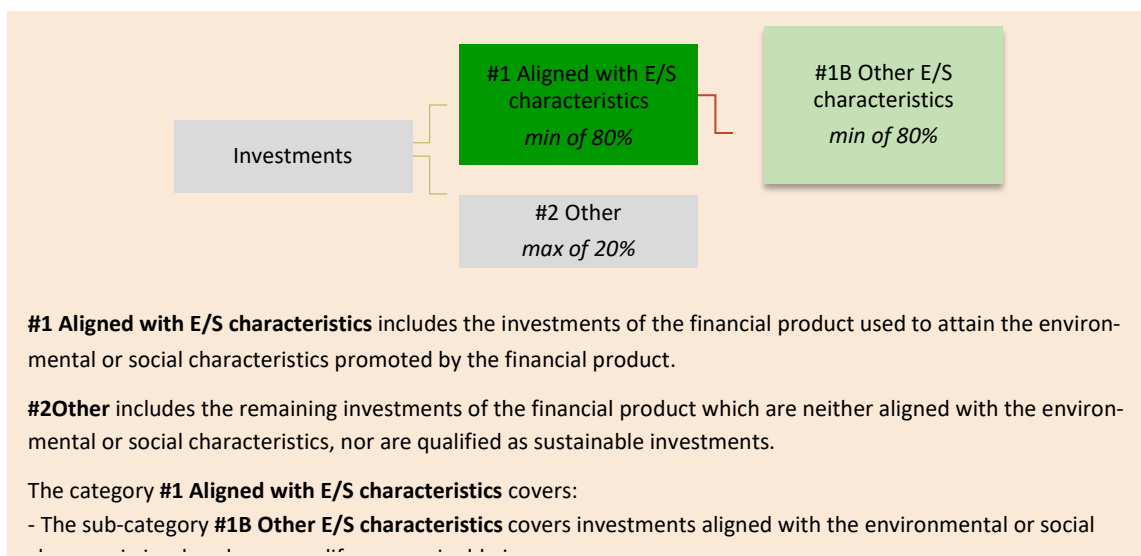 #1 Aligned with E/S
characteristics
min of 80%
#1B Other E/S
characteristics
min of 80%
Investments
#2 Other
max of 20%
#1 Aligned with E/S characteristics includes the investments of the financial product used to attain the environ-
mental or social characteristics promoted by the financial product.
#2Other includes the remaining investments of the financial product which are neither aligned with the environ-
mental or social characteristics, nor are qualified as sustainable investments.
The category #1 Aligned with E/S characteristics covers:
- The sub-category #1B Other E/S characteristics covers investments aligned with the environmental or social